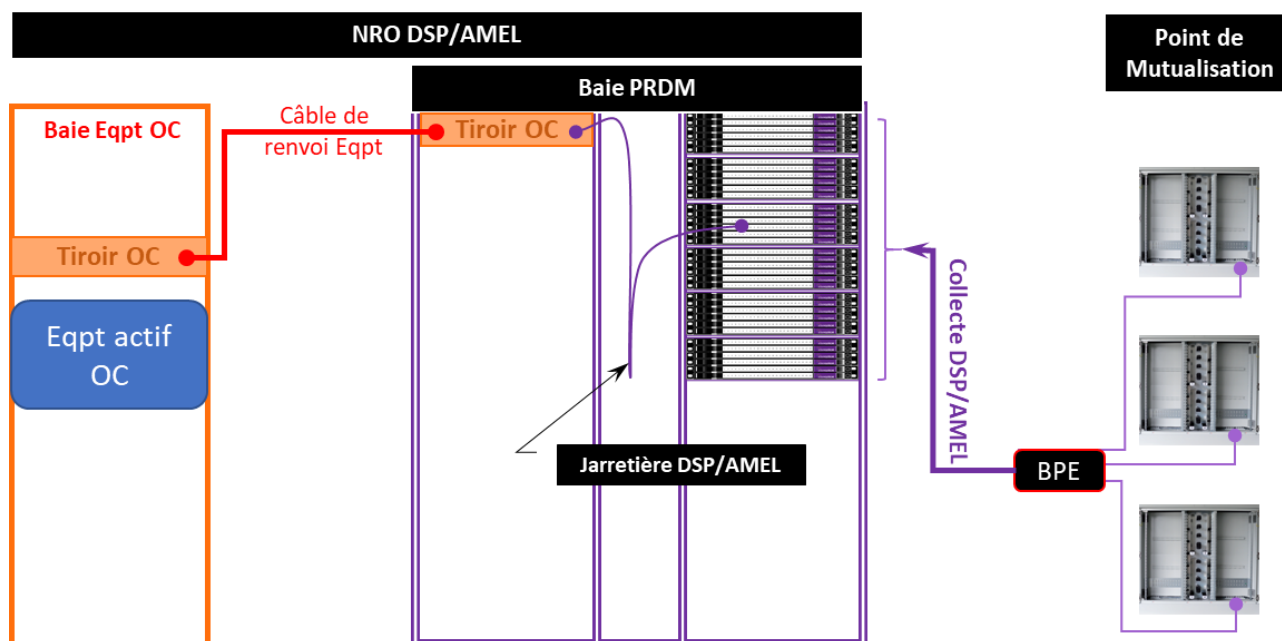 NRO DSP/AMEL
Point de
Mutualisation
Baie PRDM
Baie Eqpt OC
Câble de
renvoi Eqpt
Tiroir OC
Tiroir OC
Eqpt actif
OC
Collecte DSP/AMEL
Jarretière DSP/AMEL
BPE